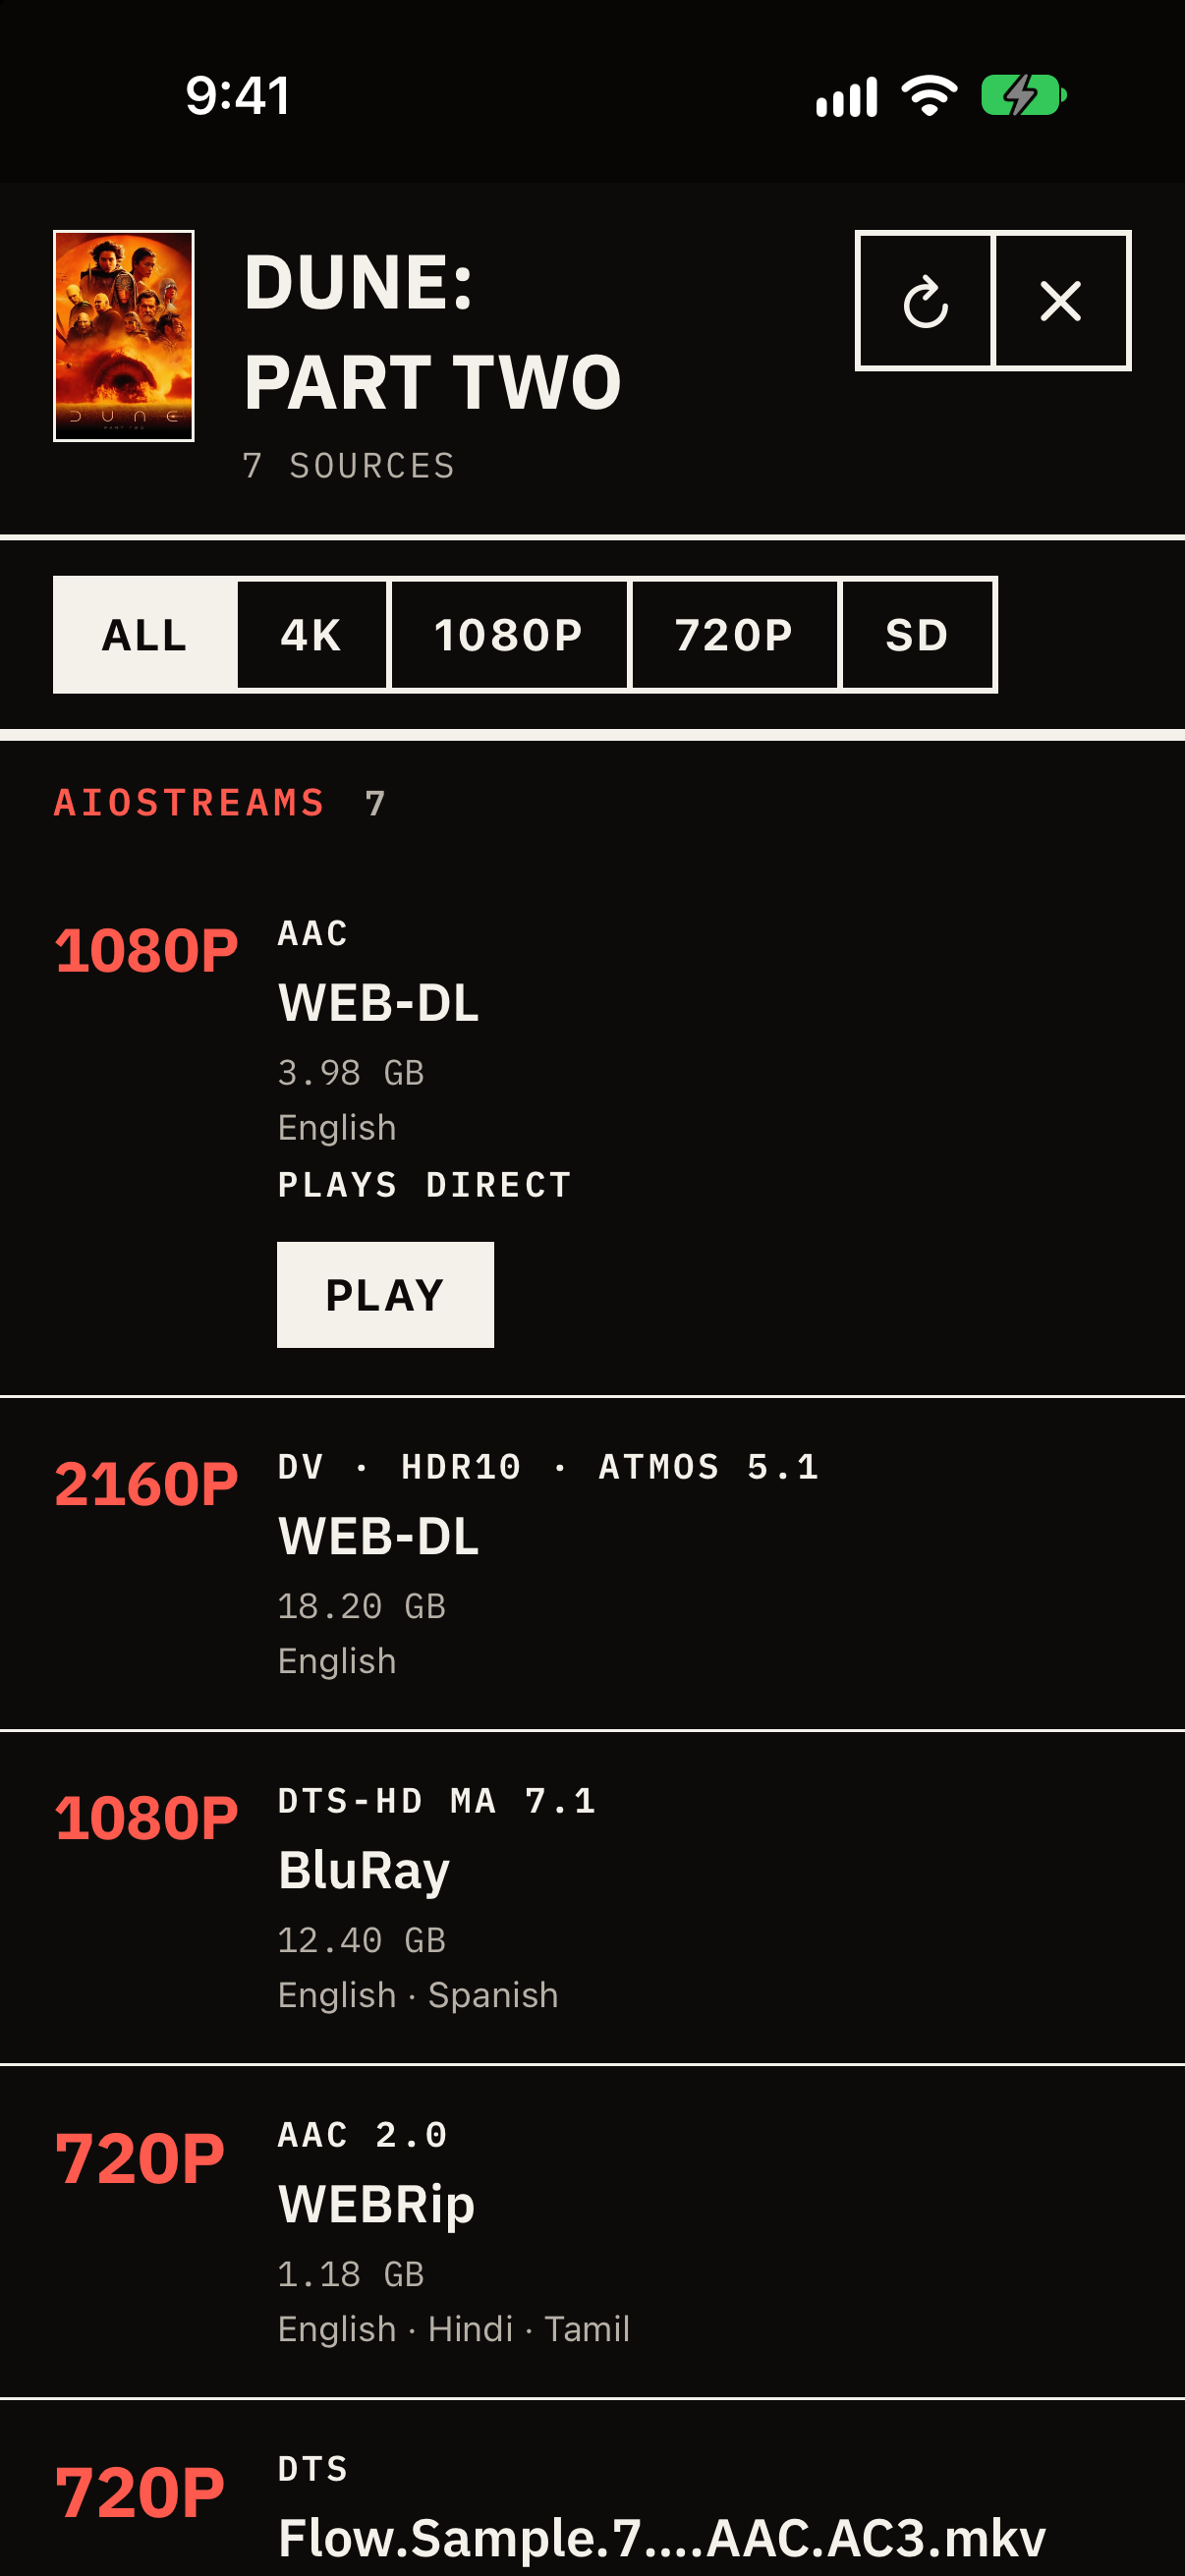 9:41
DUNE:
PART TWO
7 SOURCES
DUNE
PART TWO
ALL 4K 1080P 720P SD
AIOSTREAMS 7
1080P AAC
WEB-DL
3.98 GB
English
PLAYS DIRECT
PLAY
2160P DV · HDR10 · ATMOS 5.1
WEB-DL
18.20 GB
English
1080P DTS-HD MA 7.1
BluRay
12.40 GB
English · Spanish
720P AAC 2.0
WEBRip
1.18 GB
English · Hindi · Tamil
720P DTS
Flow.Sample.7....AAC.AC3.mkv